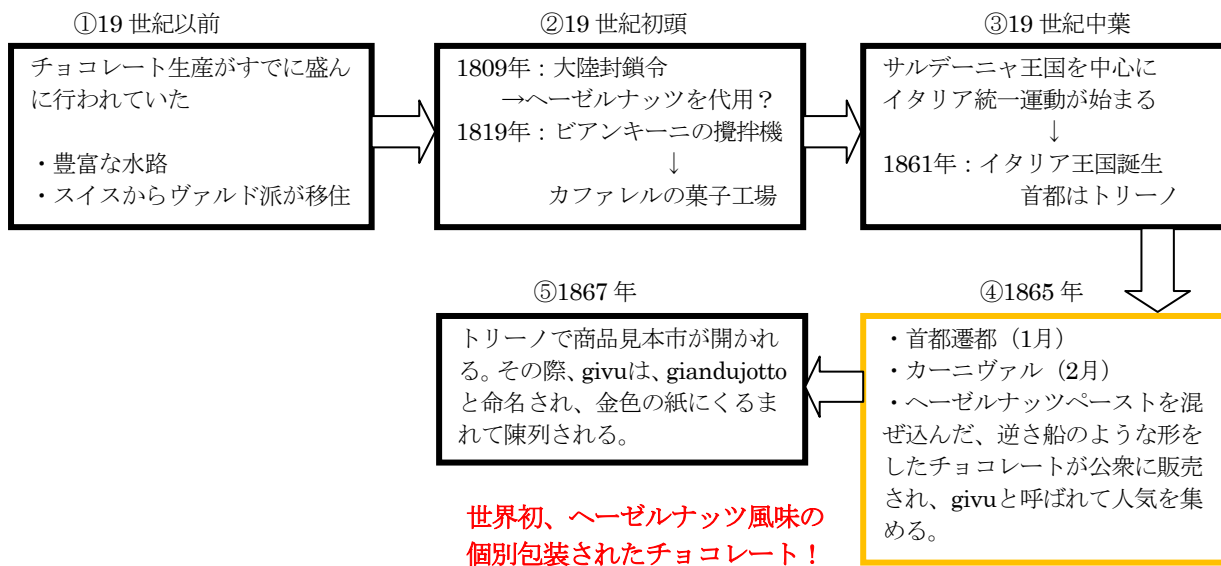 ①19 世紀以前
チョコレート生産がすでに盛ん
に行われていた
・豊富な水路
・スイスからヴァルド派が移住
②19 世紀初頭
1809年：大陸封鎖令
→ヘーゼルナッツを代用？
1819年：ビアンキーニの攪拌機
↓
カファレルの菓子工場
③19 世紀中葉
サルデーニャ王国を中心に
イタリア統一運動が始まる
↓
1861年：イタリア王国誕生
首都はトリーノ
④1865 年
・首都遷都（1月）
・カーニヴァル（2月）
・ヘーゼルナッツペーストを混
ぜ込んだ、逆さ船のような形を
したチョコレートが公衆に販売
され、givuと呼ばれて人気を集
める。
⑤1867 年
トリーノで商品見本市が開かれ
る。その際、givuは、giandujotto
と命名され、金色の紙にくるま
れて陳列される。
世界初、ヘーゼルナッツ風味の
個別包装されたチョコレート！